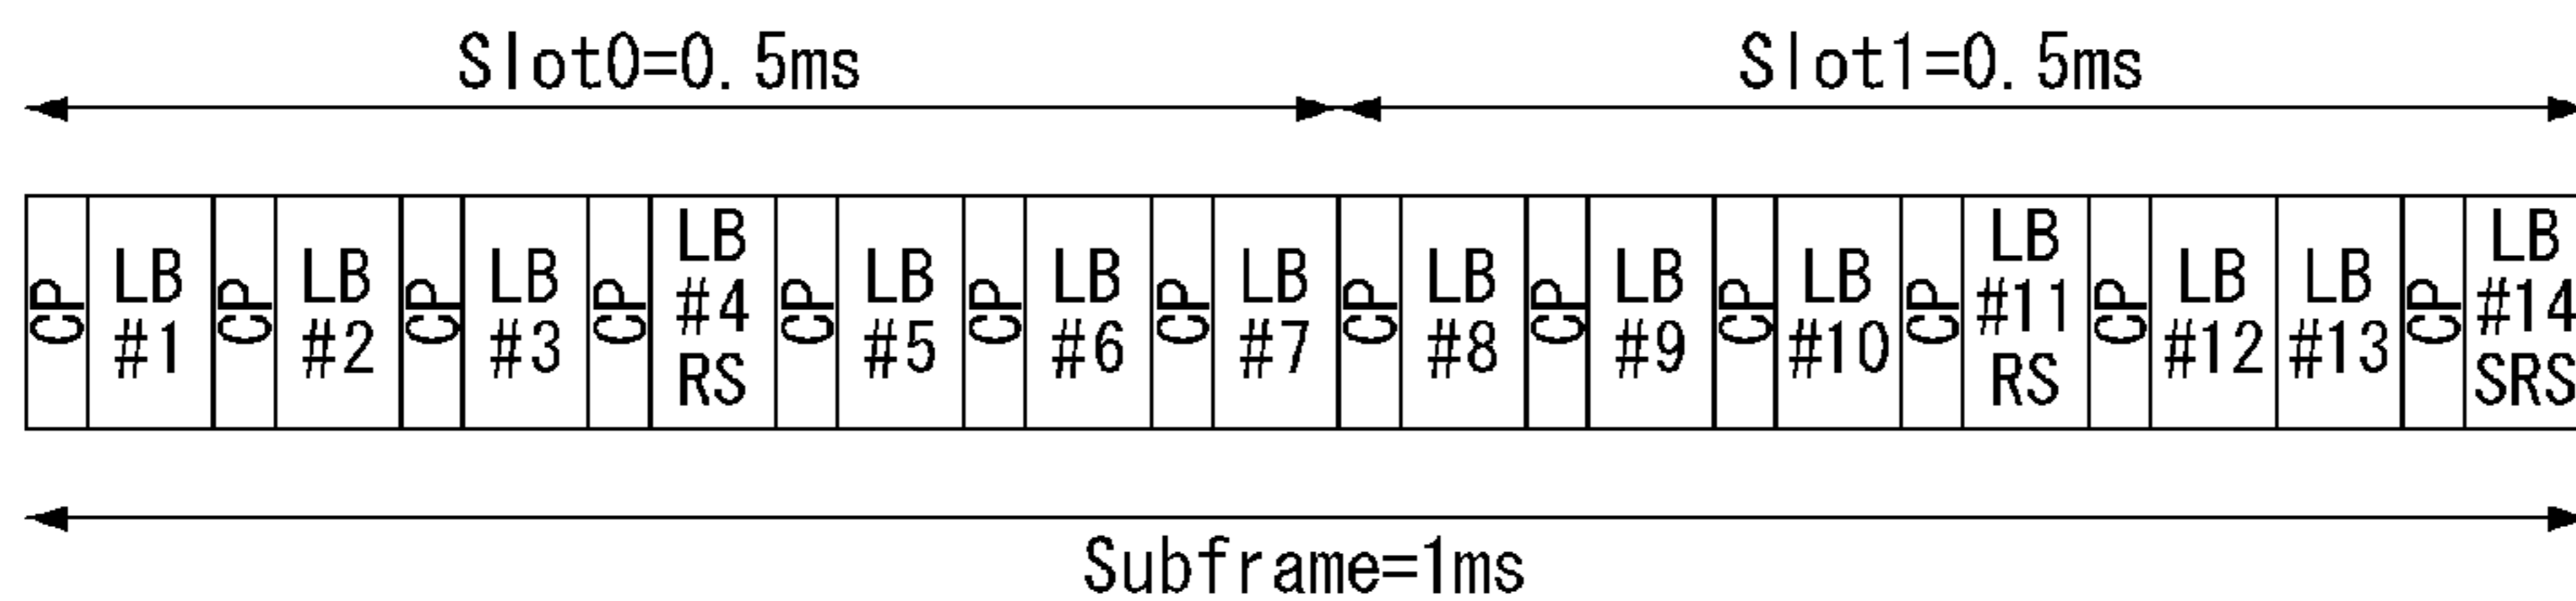 Slot0=0.5ms Slot1=0.5ms
CP LB #1 CP LB #2 CP LB #3 CP LB #4 RS CP LB #5 CP LB #6 CP LB #7 CP LB #8 CP LB #9 CP LB #10 CP LB #11 RS CP LB #12 LB #13 CP LB #14 SRS
Subframe=1ms